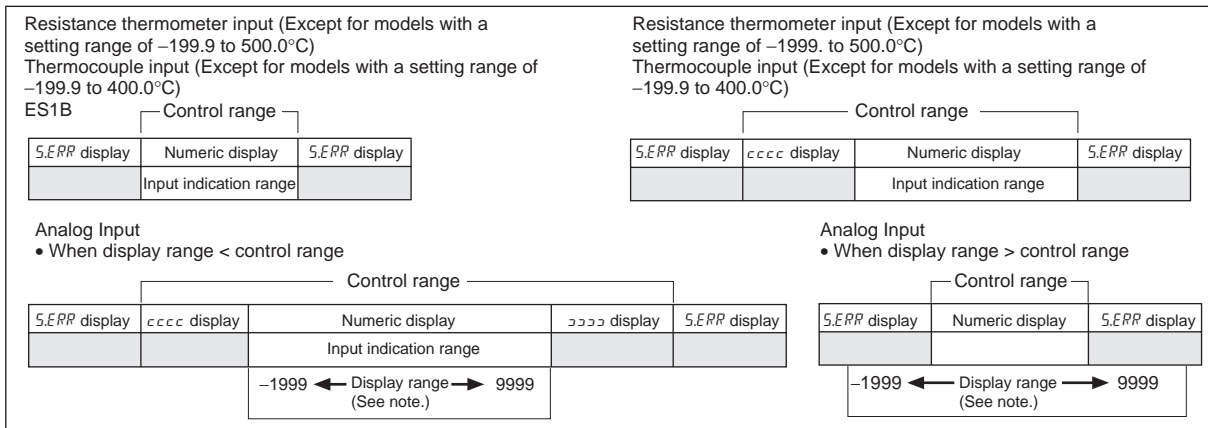 Resistance thermometer input (Except for models with a
setting range of −199.9 to 500.0°C)
Thermocouple input (Except for models with a setting range of
−199.9 to 400.0°C)
ES1B
Control range
S.ERR display Numeric display S.ERR display
Input indication range
Resistance thermometer input (Except for models with a
setting range of −1999. to 500.0°C)
Thermocouple input (Except for models with a setting range of
−199.9 to 400.0°C)
Control range
S.ERR display cccc display Numeric display S.ERR display
Input indication range
Analog Input
• When display range < control range
Control range
S.ERR display cccc display Numeric display ɔɔɔɔ display S.ERR display
Input indication range
−1999 ◄ Display range ► 9999
(See note.)
Analog Input
• When display range > control range
Control range
S.ERR display Numeric display S.ERR display
−1999 ◄ Display range ► 9999
(See note.)